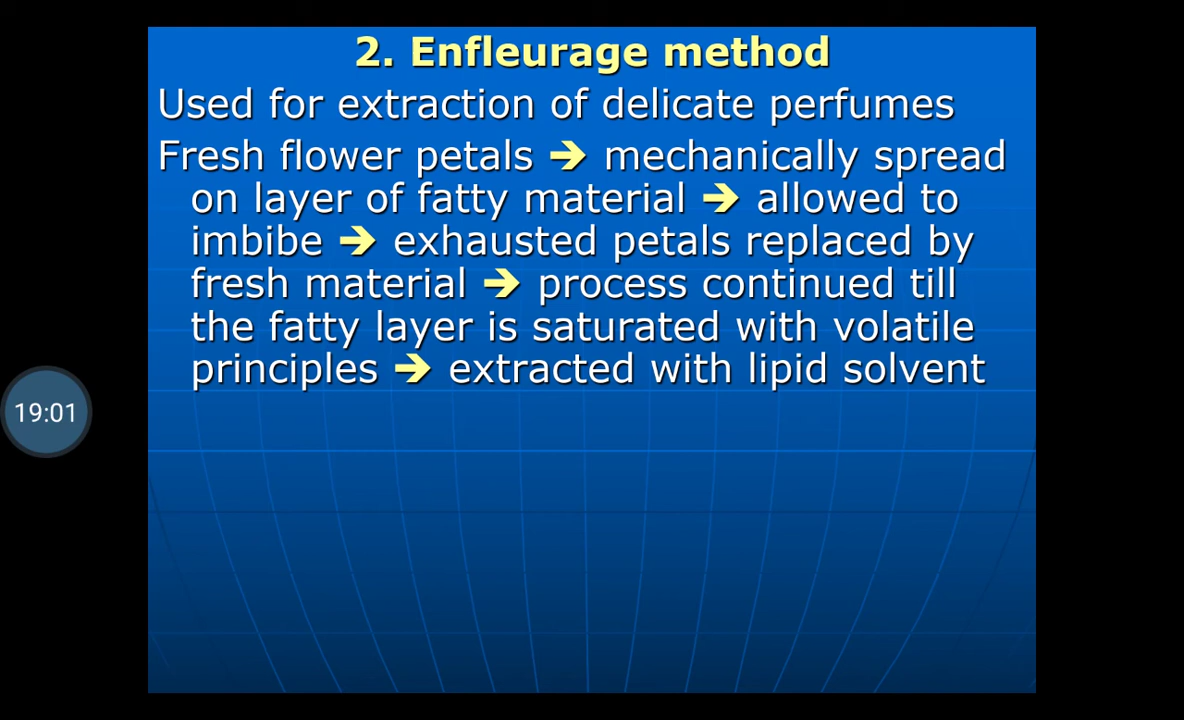 2. Enfleurage method
Used for extraction of delicate perfumes
Fresh flower petals ➔ mechanically spread
on layer of fatty material ➔ allowed to
imbibe ➔ exhausted petals replaced by
fresh material ➔ process continued till
the fatty layer is saturated with volatile
principles ➔ extracted with lipid solvent
19:01